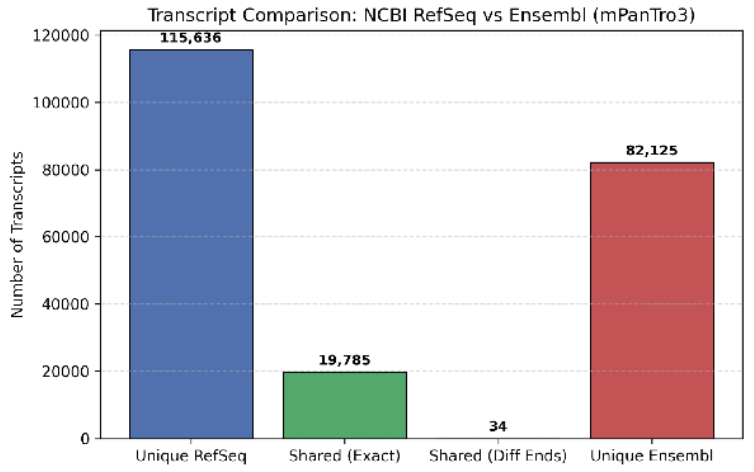 Transcript Comparison: NCBI RefSeq vs Ensembl (mPanTro3)
120000
100000
80000
60000
40000
20000
0
Number of Transcripts
115,636
19,785
34
82,125
Unique RefSeq
Shared (Exact)
Shared (Diff Ends)
Unique Ensembl